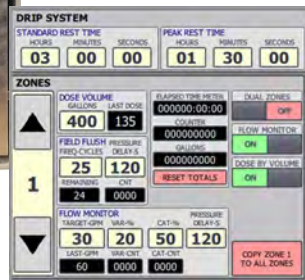 DRIP SYSTEM
STANDARD REST TIME PEAK REST TIME
HOURS MINUTES SECONDS HOURS MINUTES SECONDS
03 00 00 01 30 00
ZONES
DOSE VOLUME
GALLONS LAST DOSE
400 135
FIELD FLUSH PRESSURE
FREQ-CYCLES DELAY-S
25 120
REMAINING CNT
24 0000
1
FLOW MONITOR PRESSURE
TARGET-GPM VAR-% CAT-% DELAY-S
30 20 50 120
LAST-GPM VAR-CNT CAT-CNT
60 0000 0000
ELAPSED TIME METER
000000:00:00
COUNTER
000000000
GALLONS
000000000
RESET TOTALS
DUAL ZONES
OFF
FLOW MONITOR
ON
DOSE BY VOLUME
ON
COPY ZONE 1
TO ALL ZONES